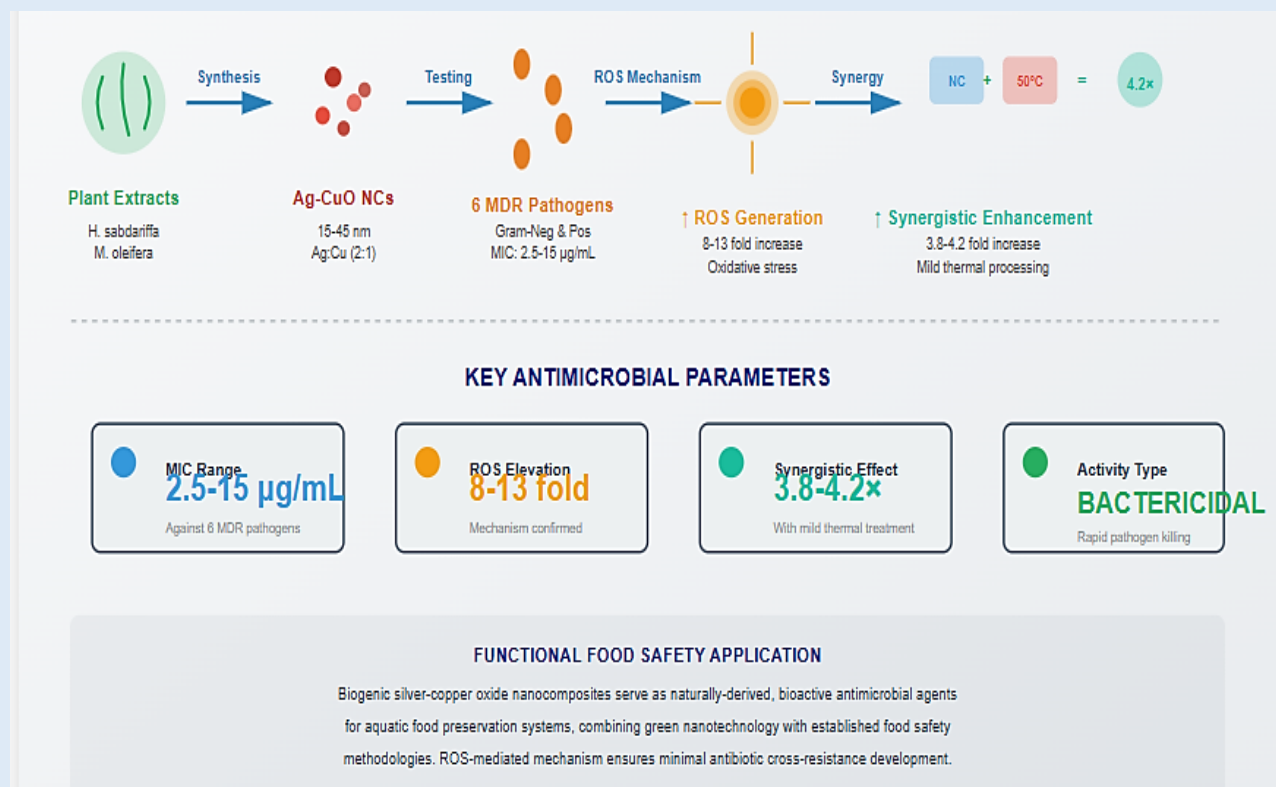 Synthesis
Testing
ROS Mechanism
Synergy
NC + 50°C = 4.2×
Plant Extracts
H. sabdariffa
M. oleifera
Ag-CuO NCs
15-45 nm
Ag:Cu (2:1)
6 MDR Pathogens
Gram-Neg & Pos
MIC: 2.5-15 µg/mL
↑ ROS Generation
8-13 fold increase
Oxidative stress
↑ Synergistic Enhancement
3.8-4.2 fold increase
Mild thermal processing
KEY ANTIMICROBIAL PARAMETERS
MIC Range
2.5-15 µg/mL
Against 6 MDR pathogens
ROS Elevation
8-13 fold
Mechanism confirmed
Synergistic Effect
3.8-4.2×
With mild thermal treatment
Activity Type
BACTERICIDAL
Rapid pathogen killing
FUNCTIONAL FOOD SAFETY APPLICATION
Biogenic silver-copper oxide nanocomposites serve as naturally-derived, bioactive antimicrobial agents
for aquatic food preservation systems, combining green nanotechnology with established food safety
methodologies. ROS-mediated mechanism ensures minimal antibiotic cross-resistance development.